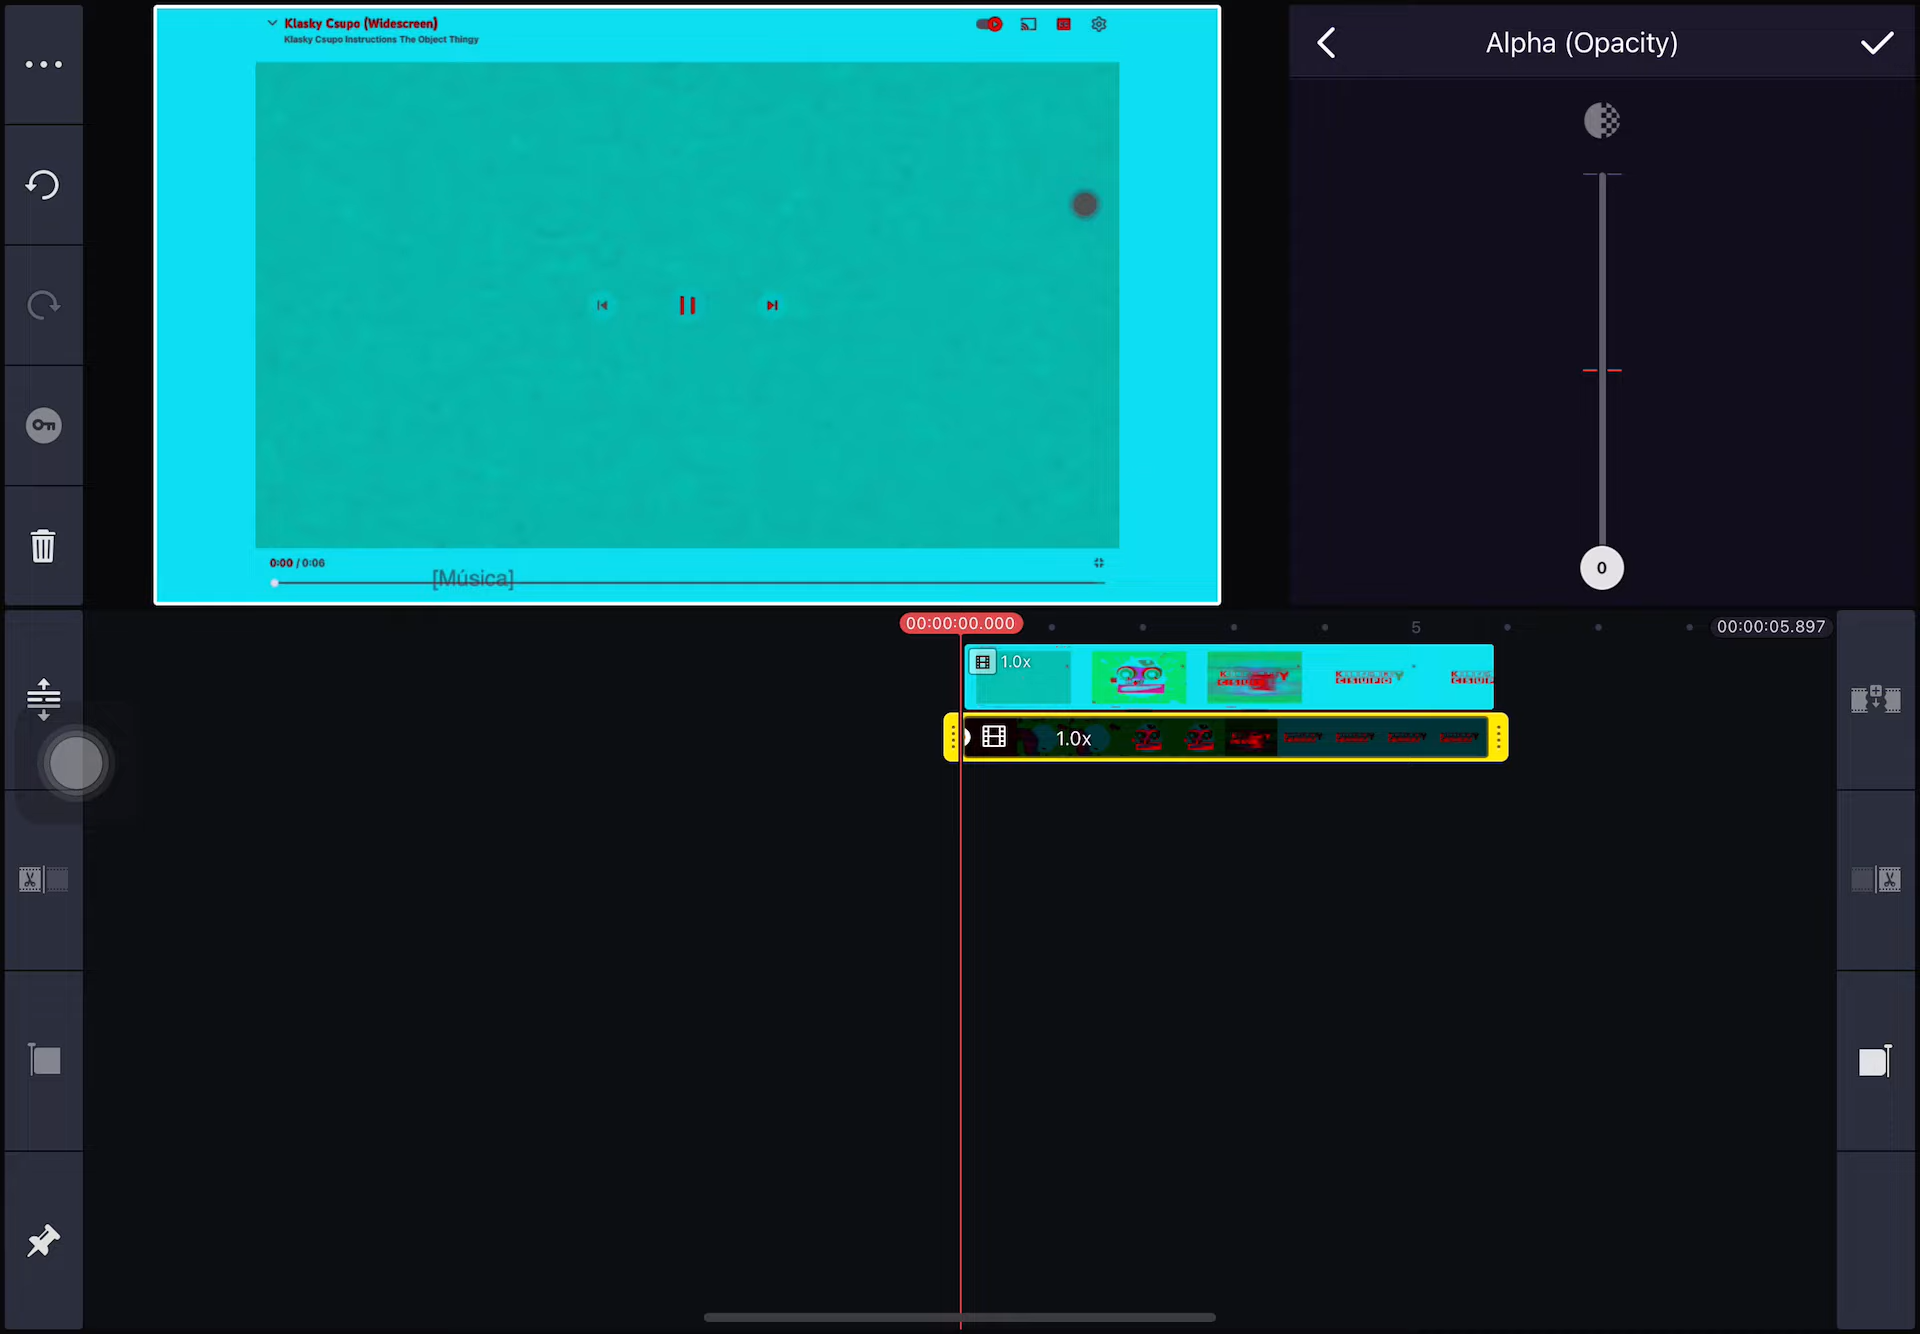 Klasky Csupo (Widescreen)
Klasky Csupo Instructions The Object Thingy
Alpha (Opacity)
0:00 / 0:06
[Música]
0
00:00:00.000
5
00:00:05.897
1.0x
1.0x